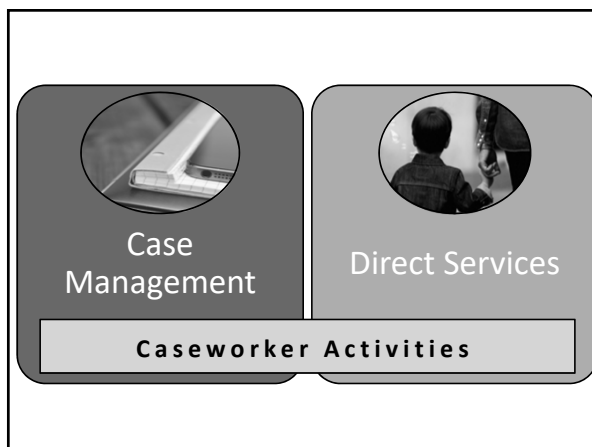 Case
Management
Direct Services
Caseworker Activities